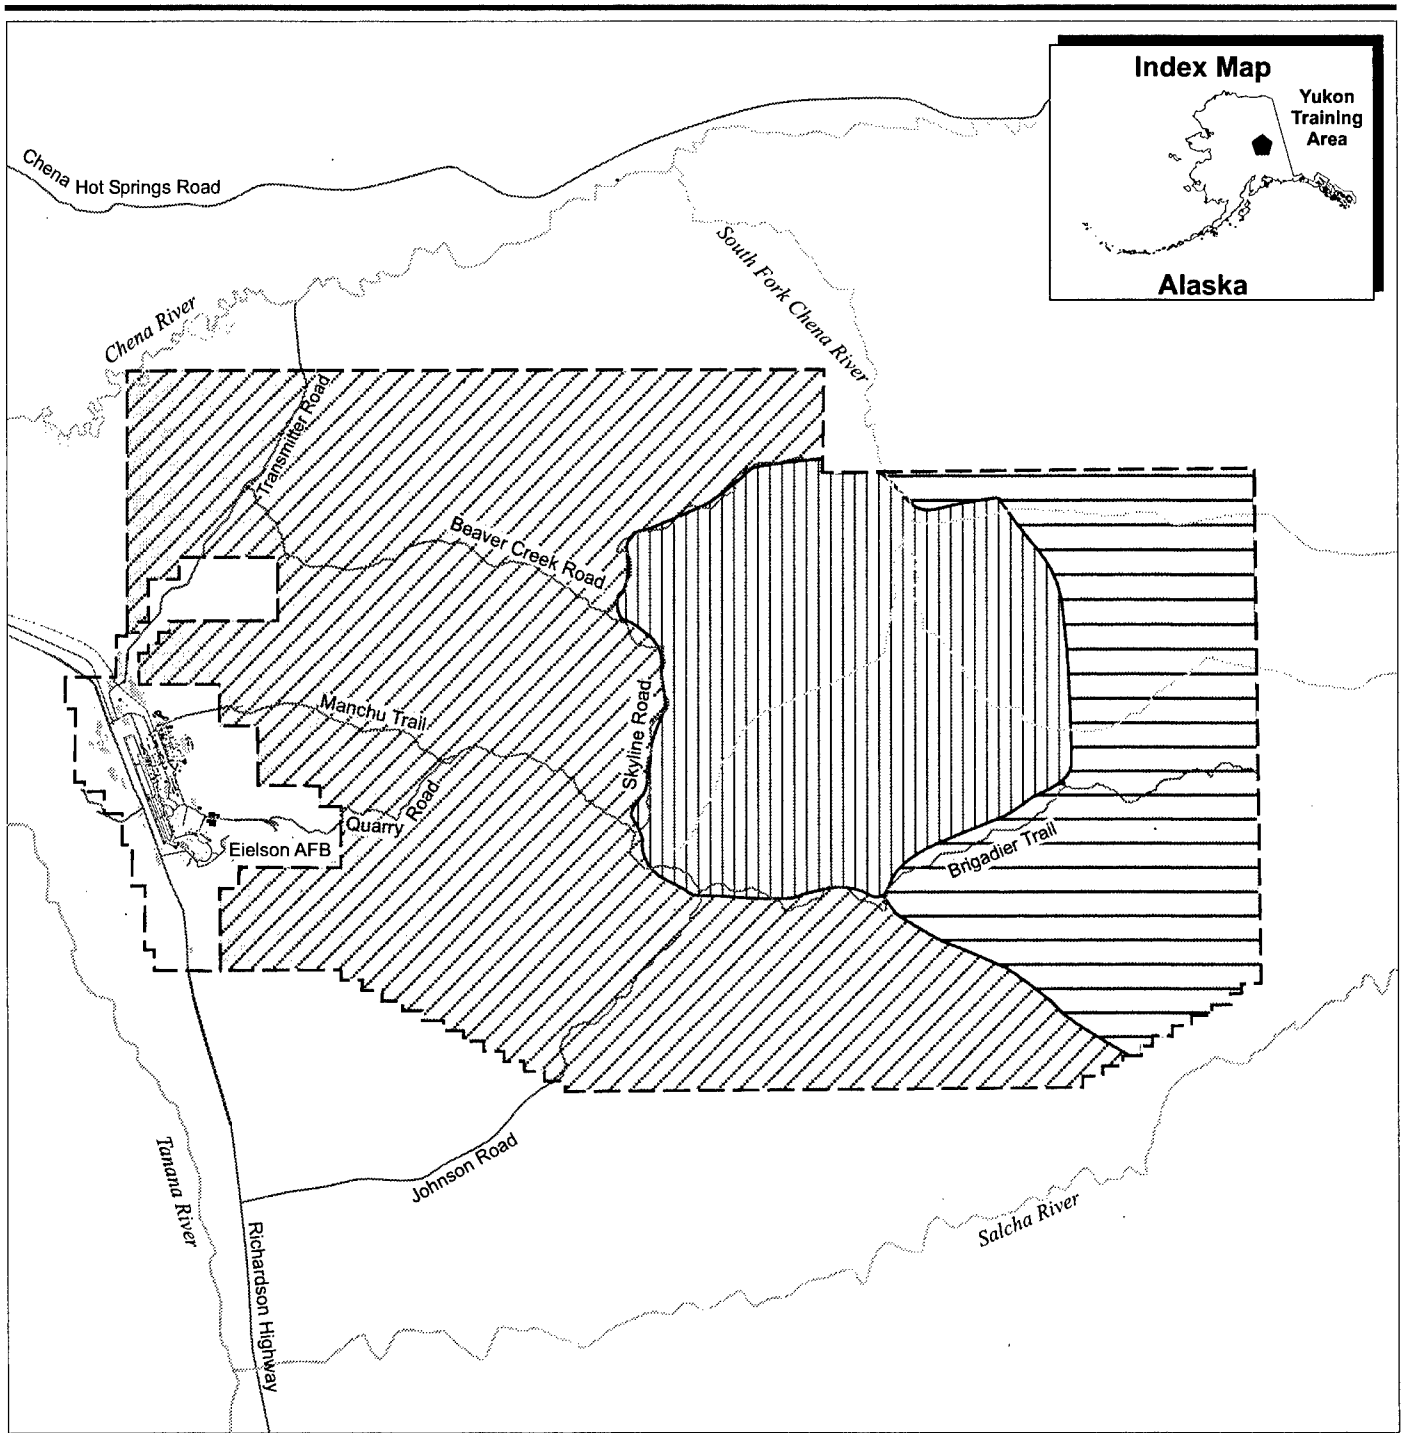 Index Map
Yukon
Training
Area
Alaska
Chena Hot Springs Road
South Fork Chena River
Chena River
Transmitter Road
Beaver Creek Road
Manchu Trail
Skyline Road
Quarry Road
Eielson AFB
Brigadier Trail
Johnson Road
Tanana River
Richardson Highway
Salcha River